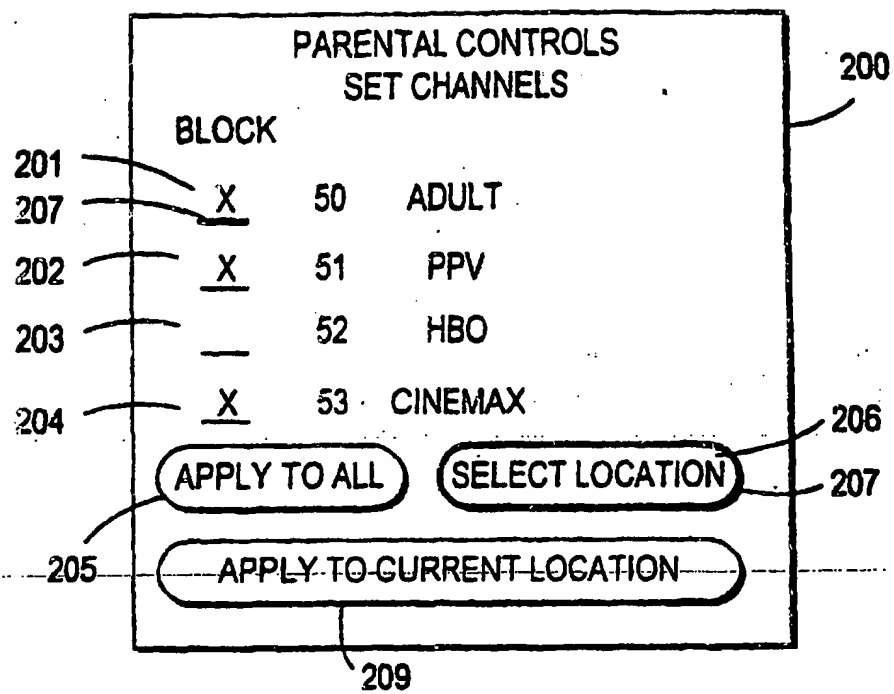 PARENTAL CONTROLS
SET CHANNELS
200
BLOCK
201
X 50 ADULT
207
202 X 51 PPV
203 52 HBO
204 X 53 CINEMAX
206
APPLY TO ALL SELECT LOCATION
207
205
APPLY TO CURRENT LOCATION
209